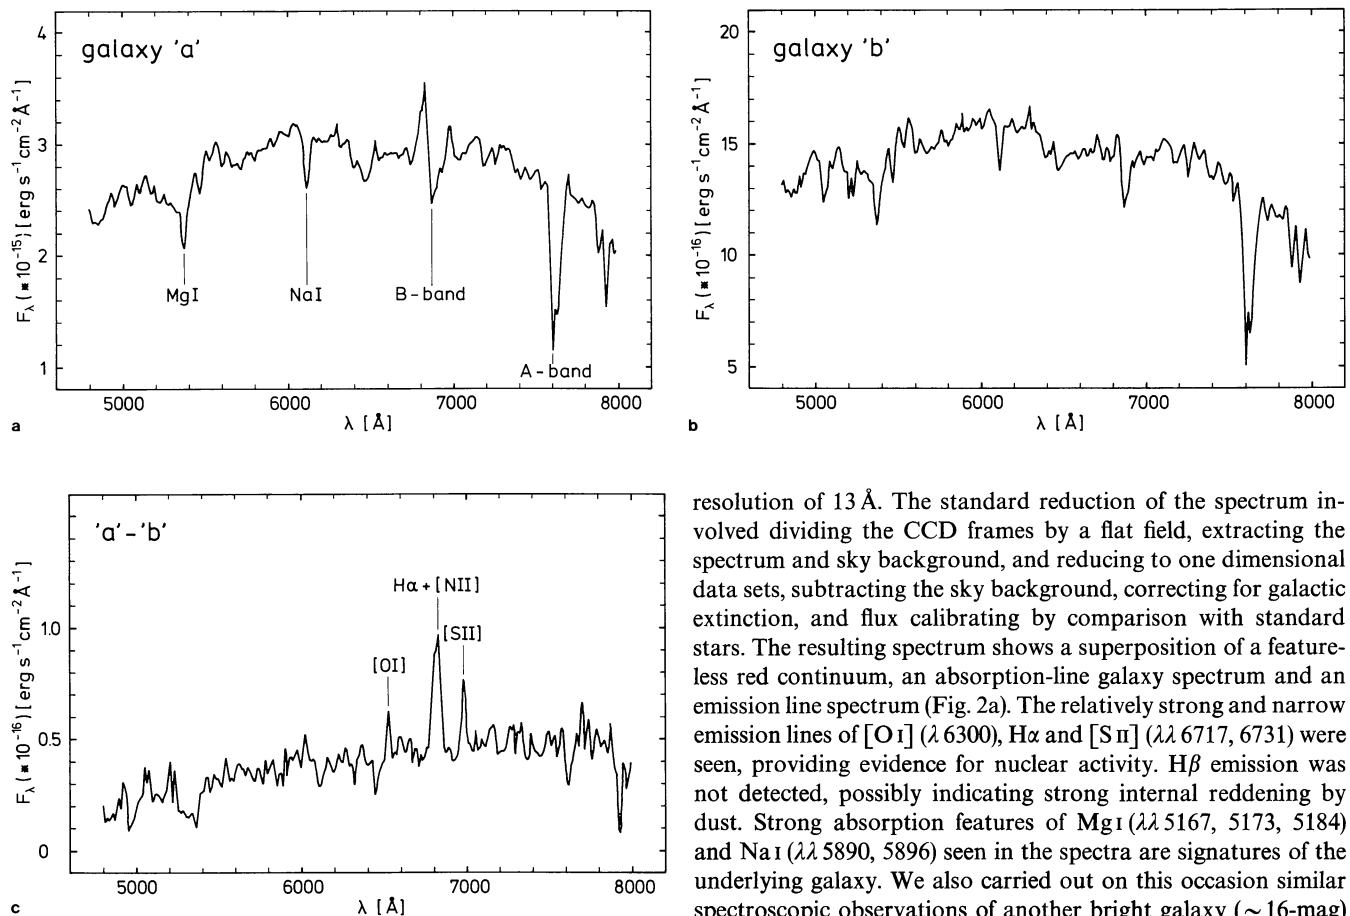 galaxy 'a'
4
3
2
1
F_λ (*10⁻¹⁵) [erg s⁻¹ cm⁻² Å⁻¹]
MgI
NaI
B-band
A-band
5000 6000 7000 8000
λ [Å]
a
galaxy 'b'
20
15
10
5
F_λ (*10⁻¹⁶) [erg s⁻¹ cm⁻² Å⁻¹]
5000 6000 7000 8000
λ [Å]
b
'a' - 'b'
1.0
0.5
0
F_λ (*10⁻¹⁶) [erg s⁻¹ cm⁻² Å⁻¹]
Hα + [NII]
[SII]
[OI]
5000 6000 7000 8000
λ [Å]
c
resolution of 13 Å. The standard reduction of the spectrum in-
volved dividing the CCD frames by a flat field, extracting the
spectrum and sky background, and reducing to one dimensional
data sets, subtracting the sky background, correcting for galactic
extinction, and flux calibrating by comparison with standard
stars. The resulting spectrum shows a superposition of a feature-
less red continuum, an absorption-line galaxy spectrum and an
emission line spectrum (Fig. 2a). The relatively strong and narrow
emission lines of [O I] (λ 6300), Hα and [S II] (λλ 6717, 6731) were
seen, providing evidence for nuclear activity. Hβ emission was
not detected, possibly indicating strong internal reddening by
dust. Strong absorption features of Mg I (λλ 5167, 5173, 5184)
and Na I (λλ 5890, 5896) seen in the spectra are signatures of the
underlying galaxy. We also carried out on this occasion similar
spectroscopic observations of another bright galaxy (~ 16-mag)